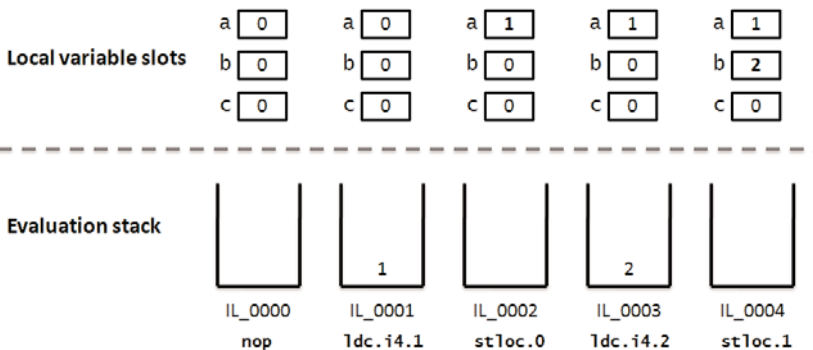 a 0 a 0 a 1 a 1 a 1
Local variable slots b 0 b 0 b 0 b 0 b 2
c 0 c 0 c 0 c 0 c 0
Evaluation stack
1 2
IL_0000 IL_0001 IL_0002 IL_0003 IL_0004
nop ldc.i4.1 stloc.0 ldc.i4.2 stloc.1